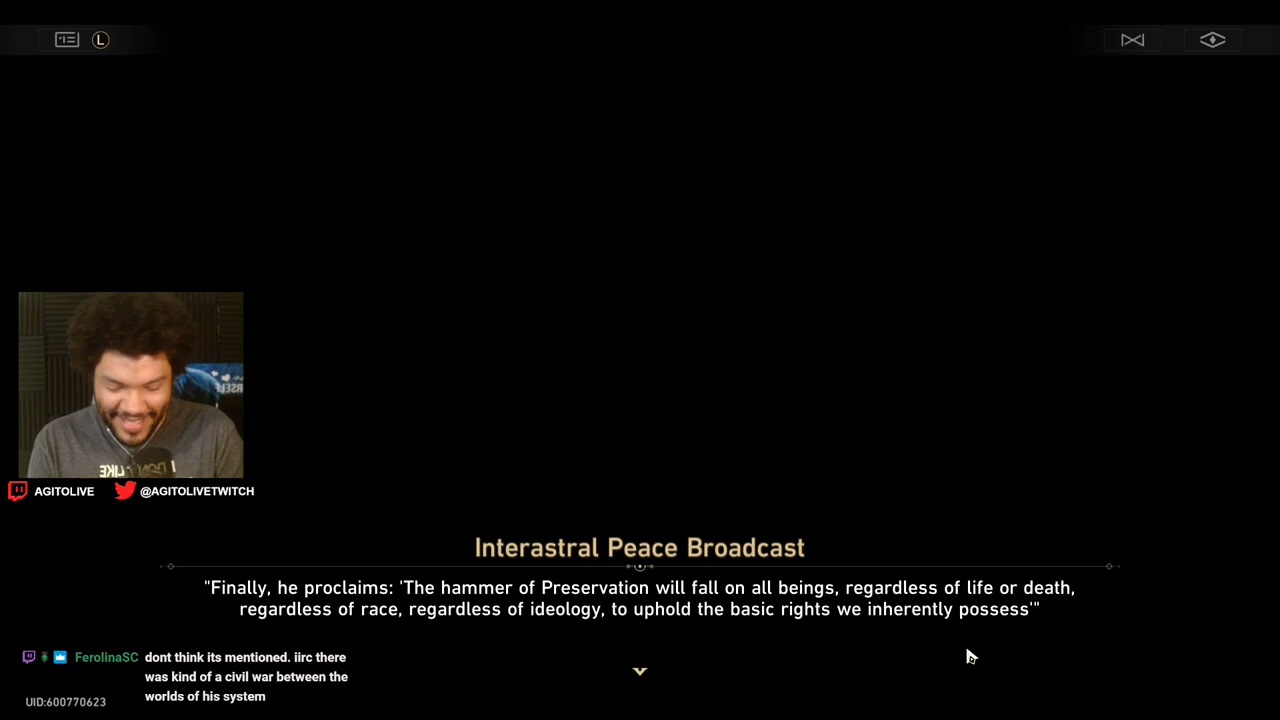 L
Interastral Peace Broadcast
"Finally, he proclaims: 'The hammer of Preservation will fall on all beings, regardless of life or death,
regardless of race, regardless of ideology, to uphold the basic rights we inherently possess'"
AGITOLIVE @AGITOLIVETWITCH
FerolinaSC dont think its mentioned. iirc there
was kind of a civil war between the
worlds of his system
UID:600770623